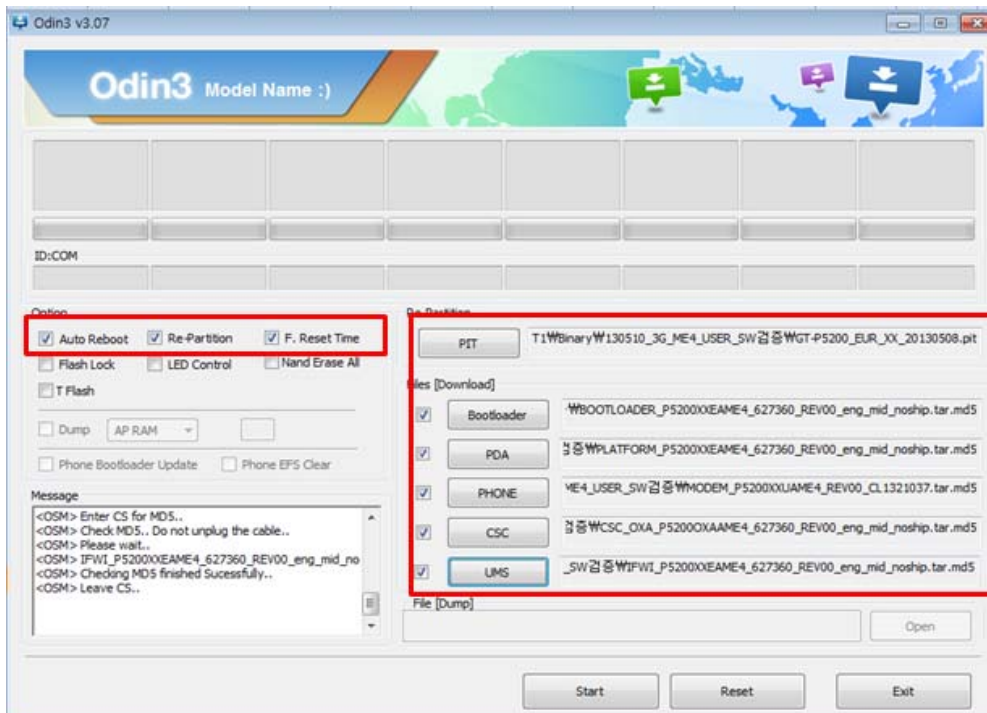 Odin3 v3.07
Odin3 Model Name :)
ID:COM
Option
Auto Reboot
Re-Partition
F. Reset Time
Flash Lock
LED Control
Nand Erase All
T Flash
Dump
AP RAM
Phone Bootloader Update
Phone EFS Clear
Message
<OSM> Enter CS for MD5..
<OSM> Check MD5.. Do not unplug the cable..
<OSM> Please wait..
<OSM> IFWI_P5200XXEAME4_627360_REV00_eng_mid_no
<OSM> Checking MD5 finished Sucessfully..
<OSM> Leave CS..
Re-Partition
PIT
T1₩Binary₩130510_3G_ME4_USER_SW검증₩GT-P5200_EUR_XX_20130508.pit
Files [Download]
Bootloader
₩BOOTLOADER_P5200XXEAME4_627360_REV00_eng_mid_noship.tar.md5
PDA
검증₩PLATFORM_P5200XXEAME4_627360_REV00_eng_mid_noship.tar.md5
PHONE
ME4_USER_SW검증₩MODEM_P5200XXUAME4_REV00_CL1321037.tar.md5
CSC
검증₩CSC_OXA_P5200OXAAME4_627360_REV00_eng_mid_noship.tar.md5
UMS
_SW검증₩IFWI_P5200XXEAME4_627360_REV00_eng_mid_noship.tar.md5
File [Dump]
Open
Start
Reset
Exit